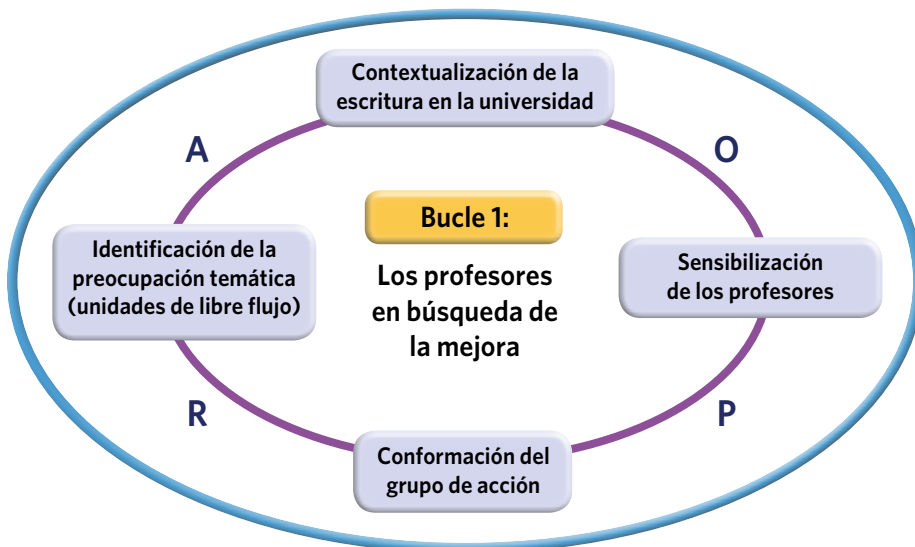 Contextualización de la
escritura en la universidad
A
O
Bucle 1:
Identificación de la
preocupación temática
(unidades de libre flujo)
Los profesores
en búsqueda de
la mejora
Sensibilización
de los profesores
R
P
Conformación del
grupo de acción